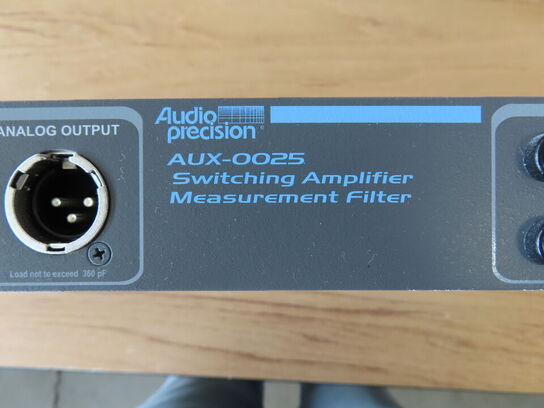 ANALOG OUTPUT
Load not to exceed 360 pF
Audio
precision®
AUX-0025
Switching Amplifier
Measurement Filter